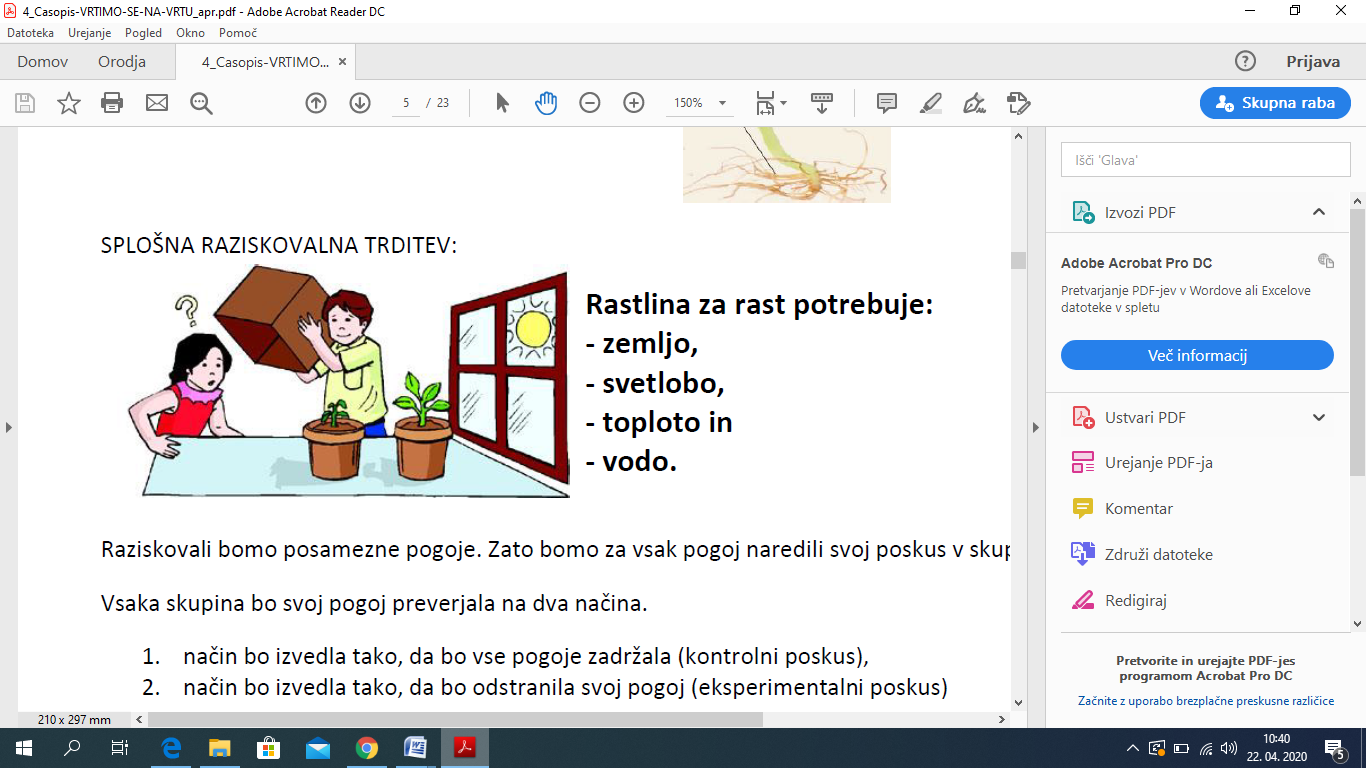 4_Casopis-VRTIMO-SE-NA-VRTU_apr.pdf - Adobe Acrobat Reader DC
Datoteka Urejanje Pogled Okno Pomoč
Domov Orodja 4_Casopis-VRTIMO... × ? Prijava
5 / 23 150% Skupna raba
SPLOŠNA RAZISKOVALNA TRDITEV:
?
Rastlina za rast potrebuje:
- zemljo,
- svetlobo,
- toploto in
- vodo.
Raziskovali bomo posamezne pogoje. Zato bomo za vsak pogoj naredili svoj poskus v skup
Vsaka skupina bo svoj pogoj preverjala na dva načina.
1. način bo izvedla tako, da bo vse pogoje zadržala (kontrolni poskus),
2. način bo izvedla tako, da bo odstranila svoj pogoj (eksperimentalni poskus)
210 x 297 mm
Išči 'Glava'
Izvozi PDF
Adobe Acrobat Pro DC
Pretvarjanje PDF-jev v Wordove ali Excelove
datoteke v spletu
Več informacij
Ustvari PDF
Urejanje PDF-ja
Komentar
Združi datoteke
Redigiraj
Pretvorite in urejajte PDF-jes
programom Acrobat Pro DC
Začnite z uporabo brezplačne preskusne različice
10:40
22. 04. 2020
5